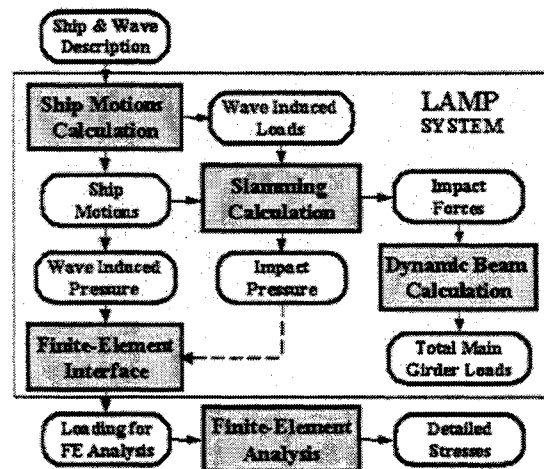 Ship & Wave
Description
LAMP
SYSTEM
Ship Motions
Calculation
Wave Induced
Loads
Ship
Motions
Slamming
Calculation
Impact
Forces
Wave Induced
Pressure
Impact
Pressure
Dynamic Beam
Calculation
Finite-Element
Interface
Total Main
Girder Loads
Loading for
FE Analysis
Finite-Element
Analysis
Detailed
Stresses